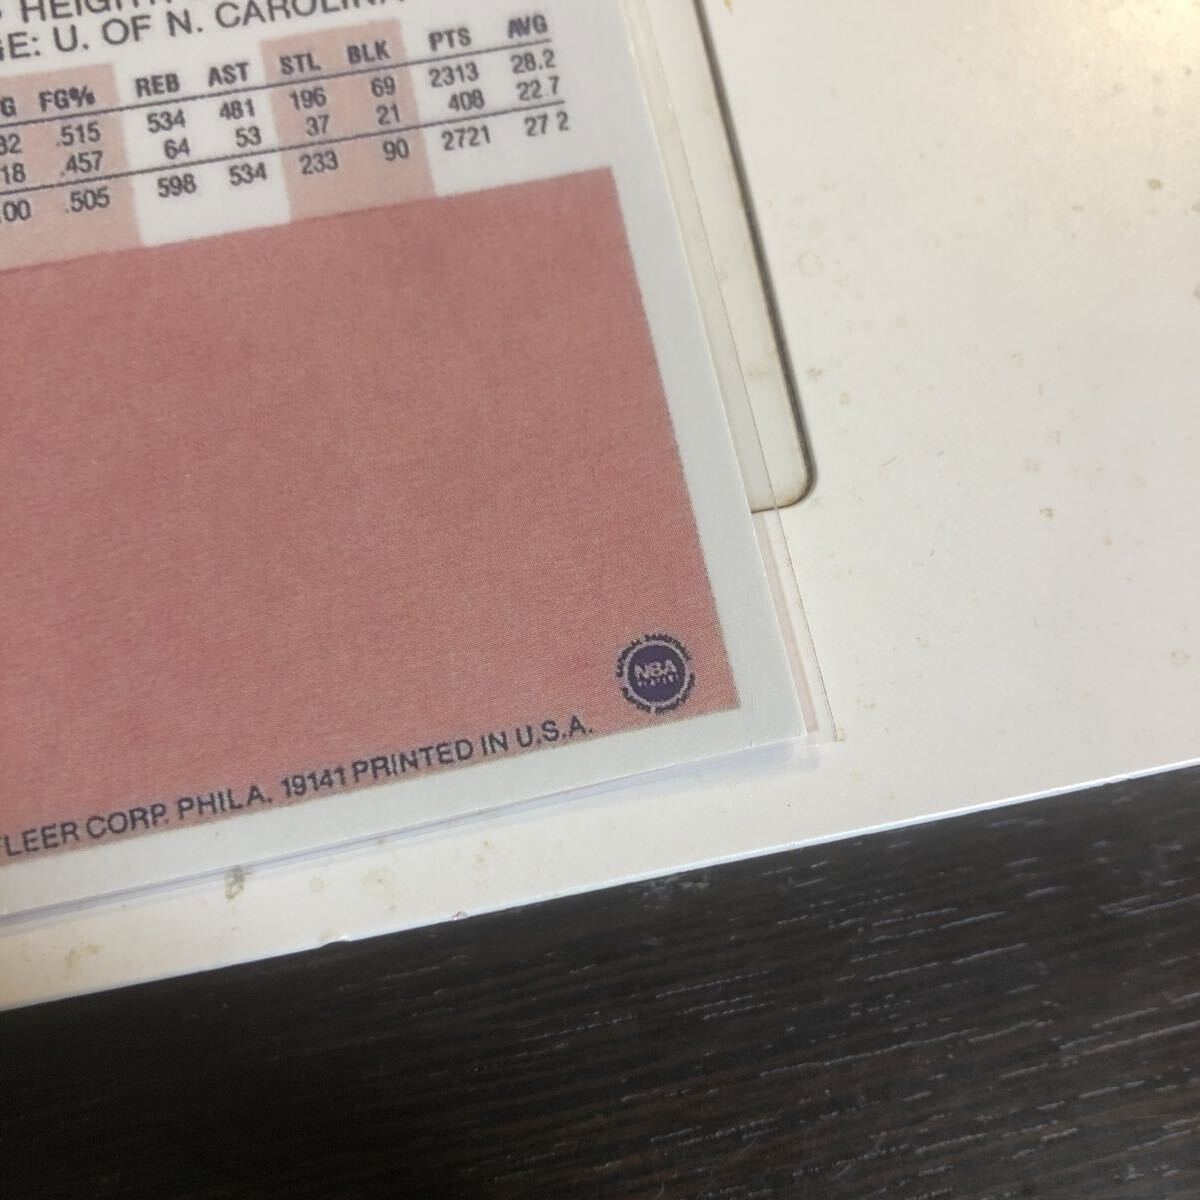 HEIGHT
GE: U. OF N. CAROLINA
G FG% REB AST STL BLK PTS AVG
32 .515 534 481 196 69 2313 28.2
18 .457 64 53 37 21 408 22.7
00 .505 598 534 233 90 2721 27 2
NBA
FLEER CORP. PHILA. 19141 PRINTED IN U.S.A.